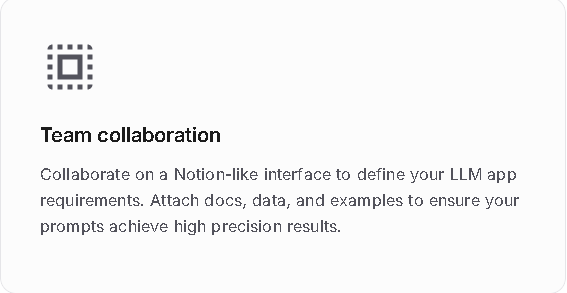 Team collaboration
Collaborate on a Notion-like interface to define your LLM app
requirements. Attach docs, data, and examples to ensure your
prompts achieve high precision results.